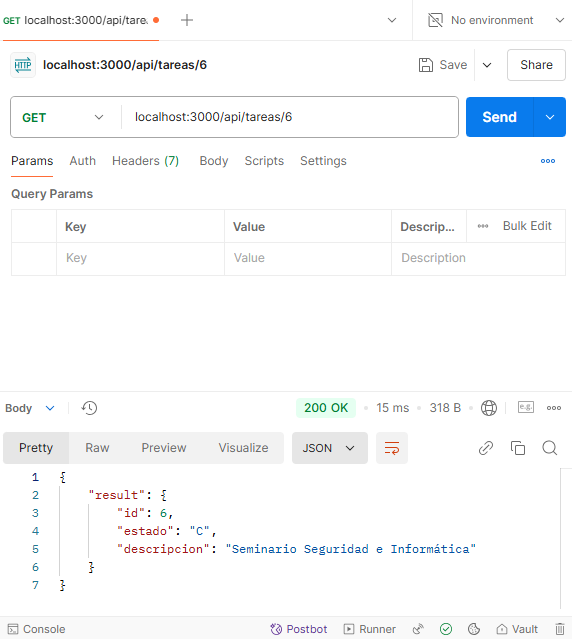 GET localhost:3000/api/tarea. No environment
HTTP localhost:3000/api/tareas/6 Save Share
GET localhost:3000/api/tareas/6 Send
Params Auth Headers (7) Body Scripts Settings
Query Params
Key Value Descrip... Bulk Edit
Key Value Description
Body 200 OK 15 ms 318 B e.g.
Pretty Raw Preview Visualize JSON
1 {
2 "result": {
3 "id": 6,
4 "estado": "C",
5 "descripcion": "Seminario Seguridad e Informática"
6 }
7 }
Console Postbot Runner Vault